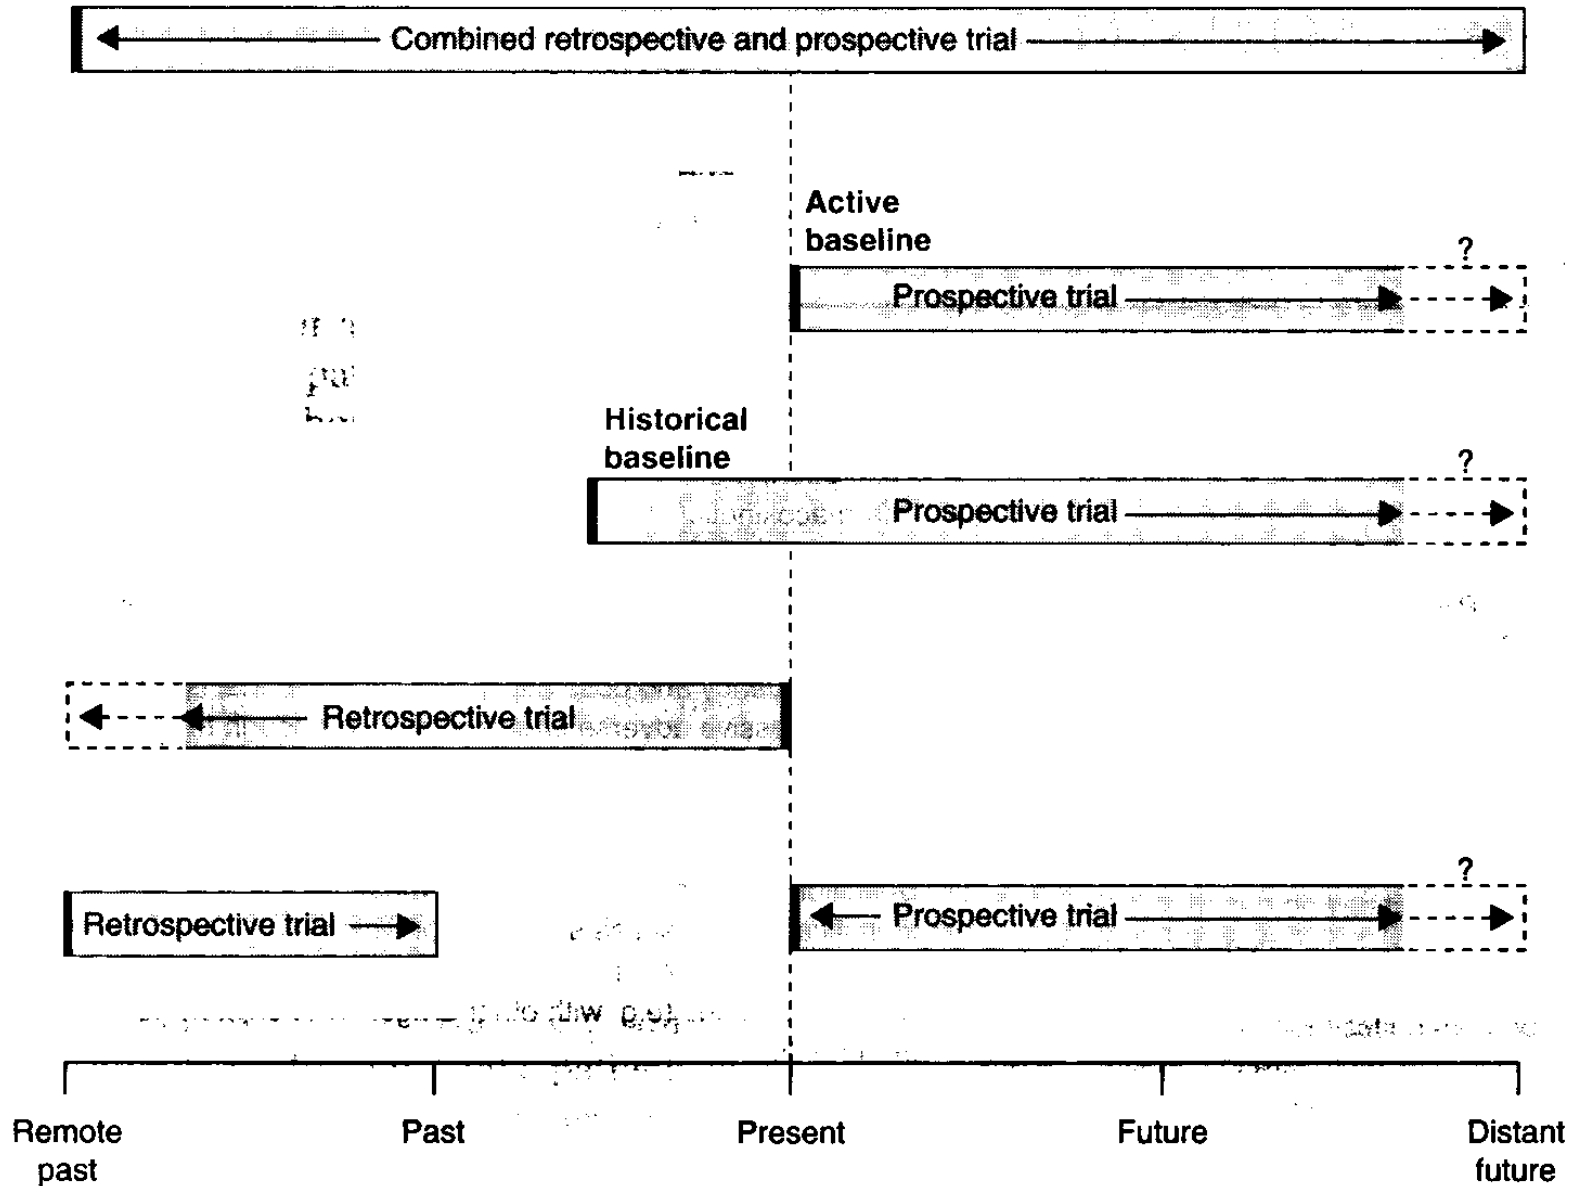 Combined retrospective and prospective trial
Active
baseline
?
Prospective trial
Historical
baseline
?
Prospective trial
Retrospective trial
?
Retrospective trial
Prospective trial
Remote
past
Past
Present
Future
Distant
future